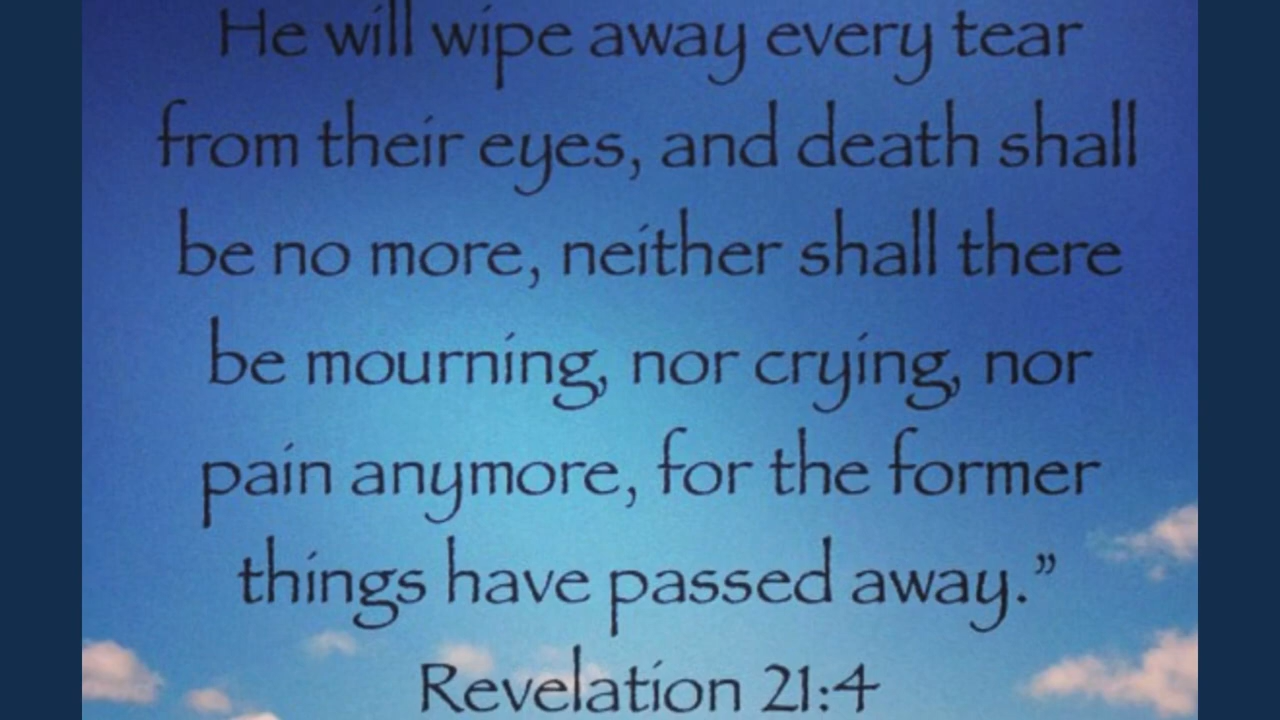 He will wipe away every tear
from their eyes, and death shall
be no more, neither shall there
be mourning, nor crying, nor
pain anymore, for the former
things have passed away.”
Revelation 21:4